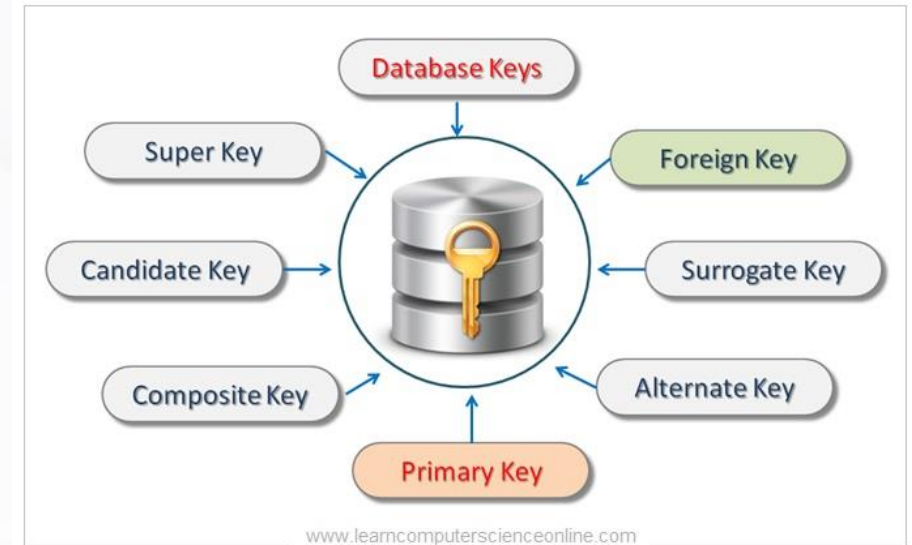 Database Keys
Super Key
Foreign Key
Candidate Key
Surrogate Key
Composite Key
Alternate Key
Primary Key
www.learncomputerscienceonline.com